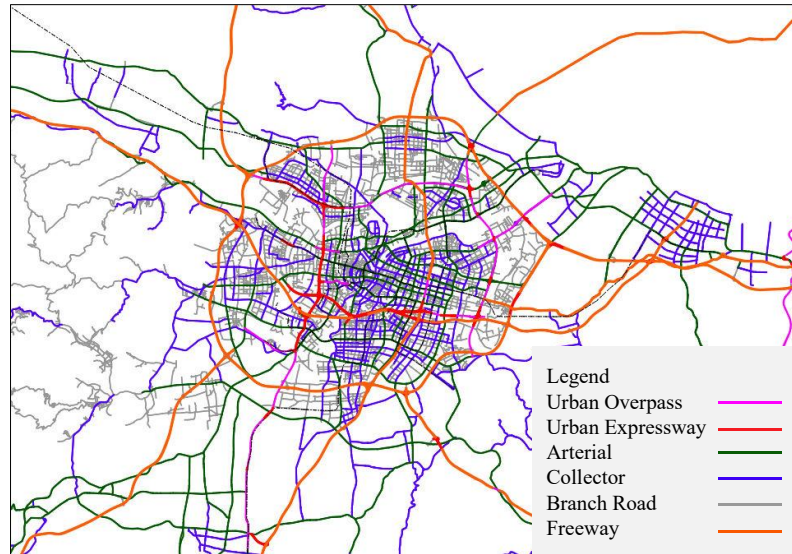 Legend
Urban Overpass
Urban Expressway
Arterial
Collector
Branch Road
Freeway